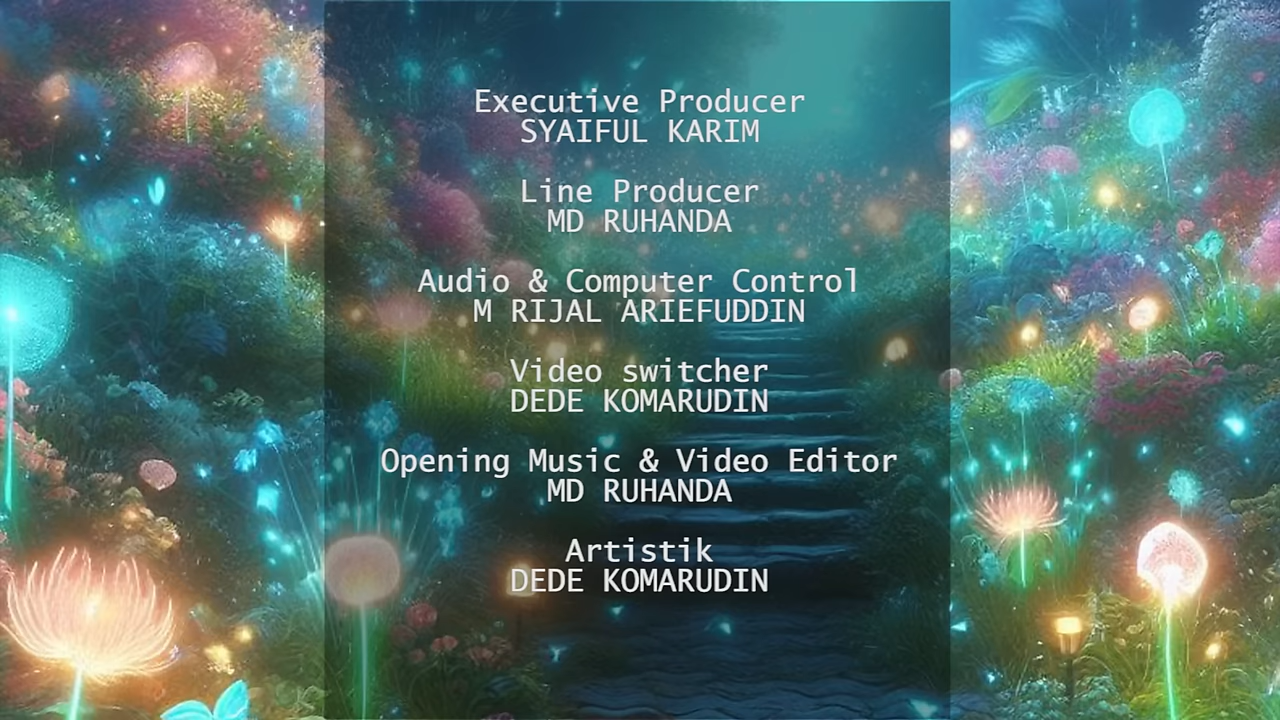 Executive Producer
SYAIFUL KARIM
Line Producer
MD RUHANDA
Audio & Computer Control
M RIJAL ARIEFUDDIN
Video switcher
DEDE KOMARUDIN
Opening Music & Video Editor
MD RUHANDA
Artistik
DEDE KOMARUDIN